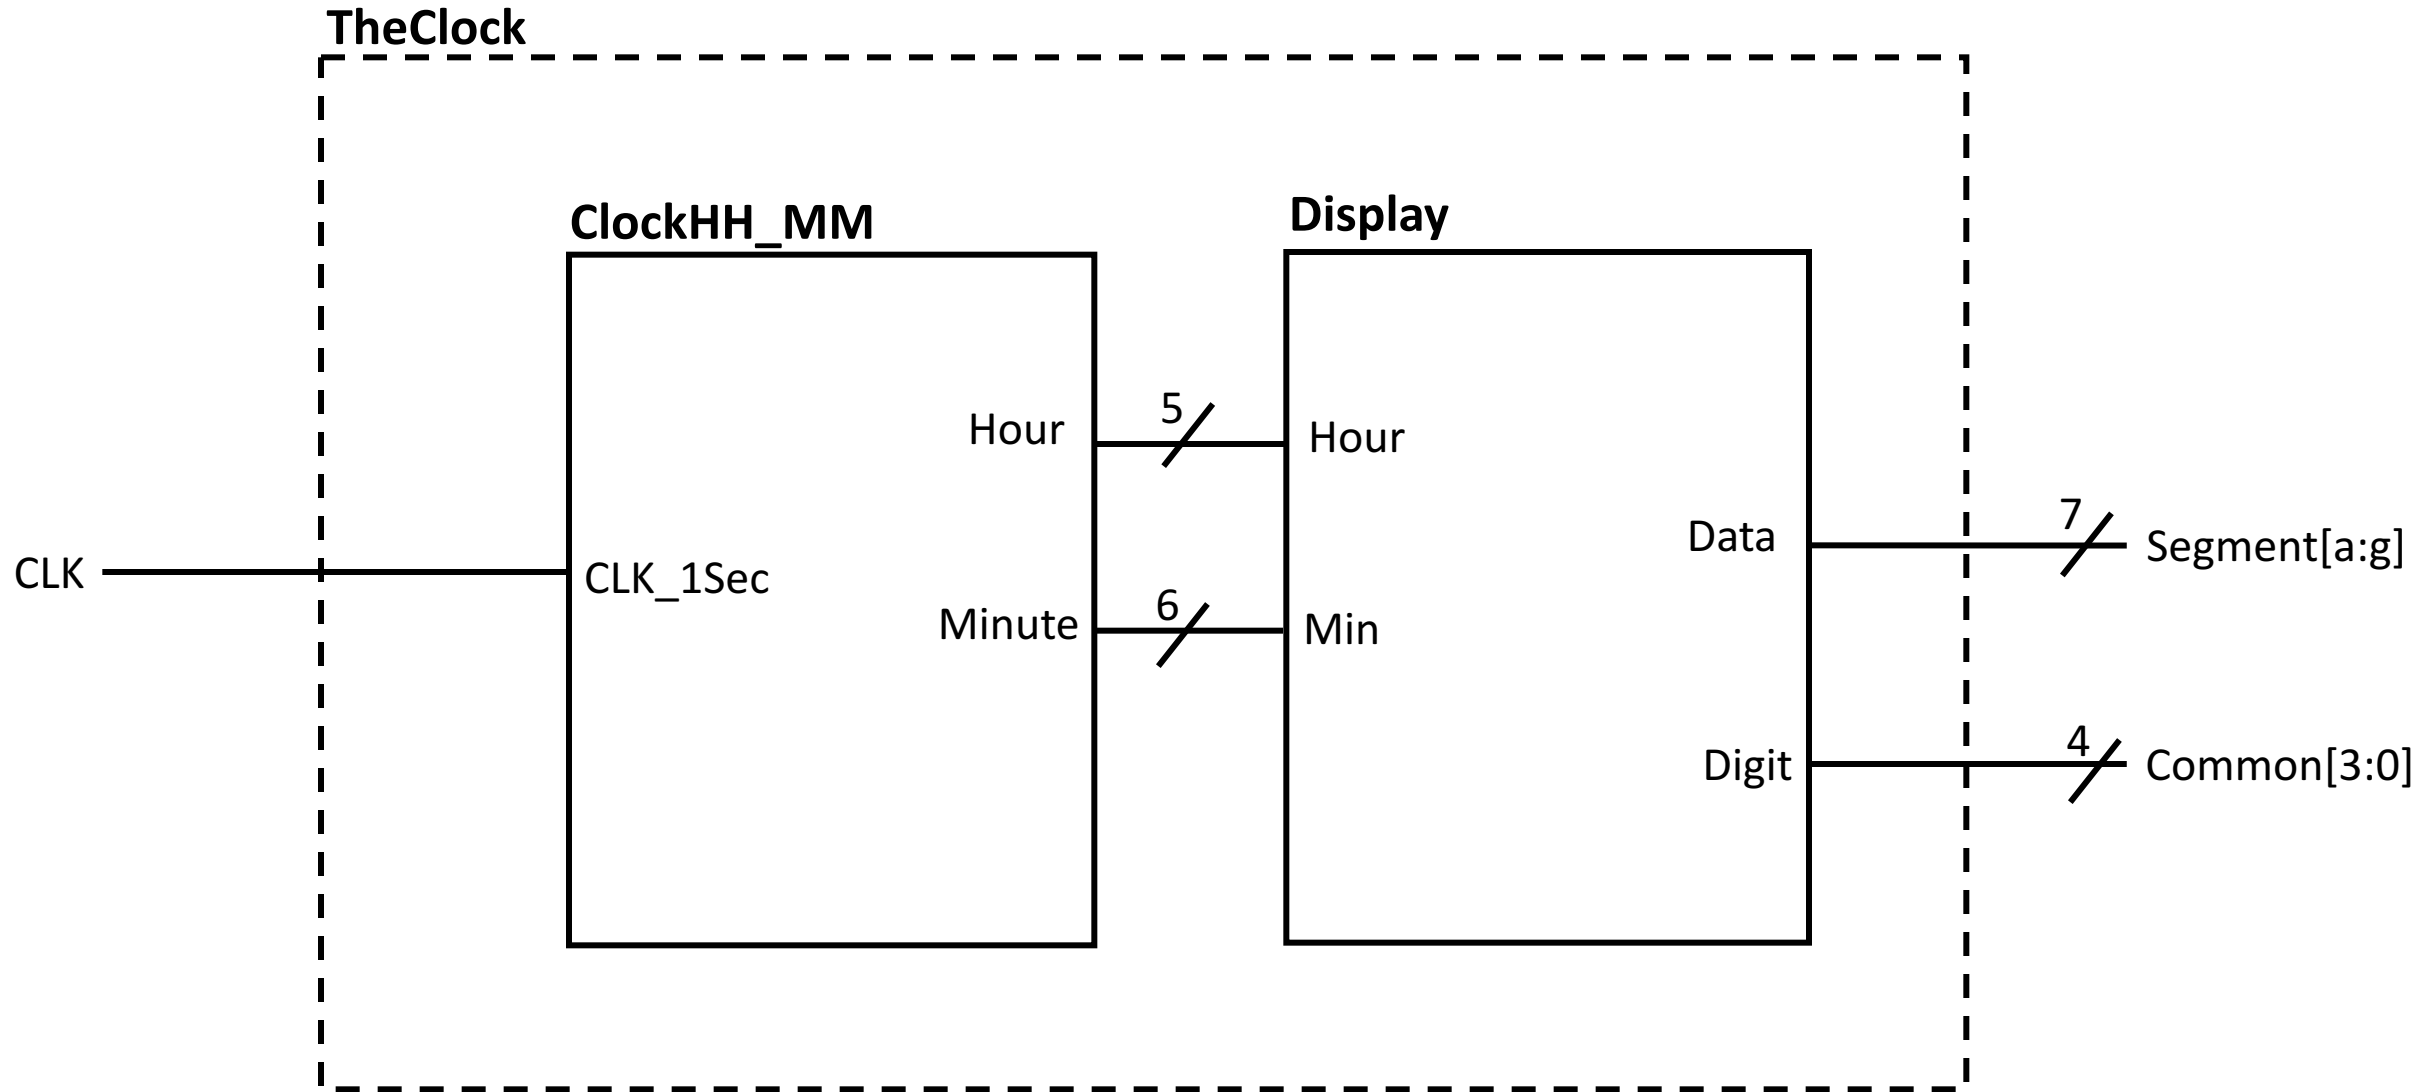 TheClock
ClockHH_MM
Display
Hour
5
Hour
7
Data
Segment[a:g]
CLK
CLK_1Sec
6
Minute
Min
4
Digit
Common[3:0]